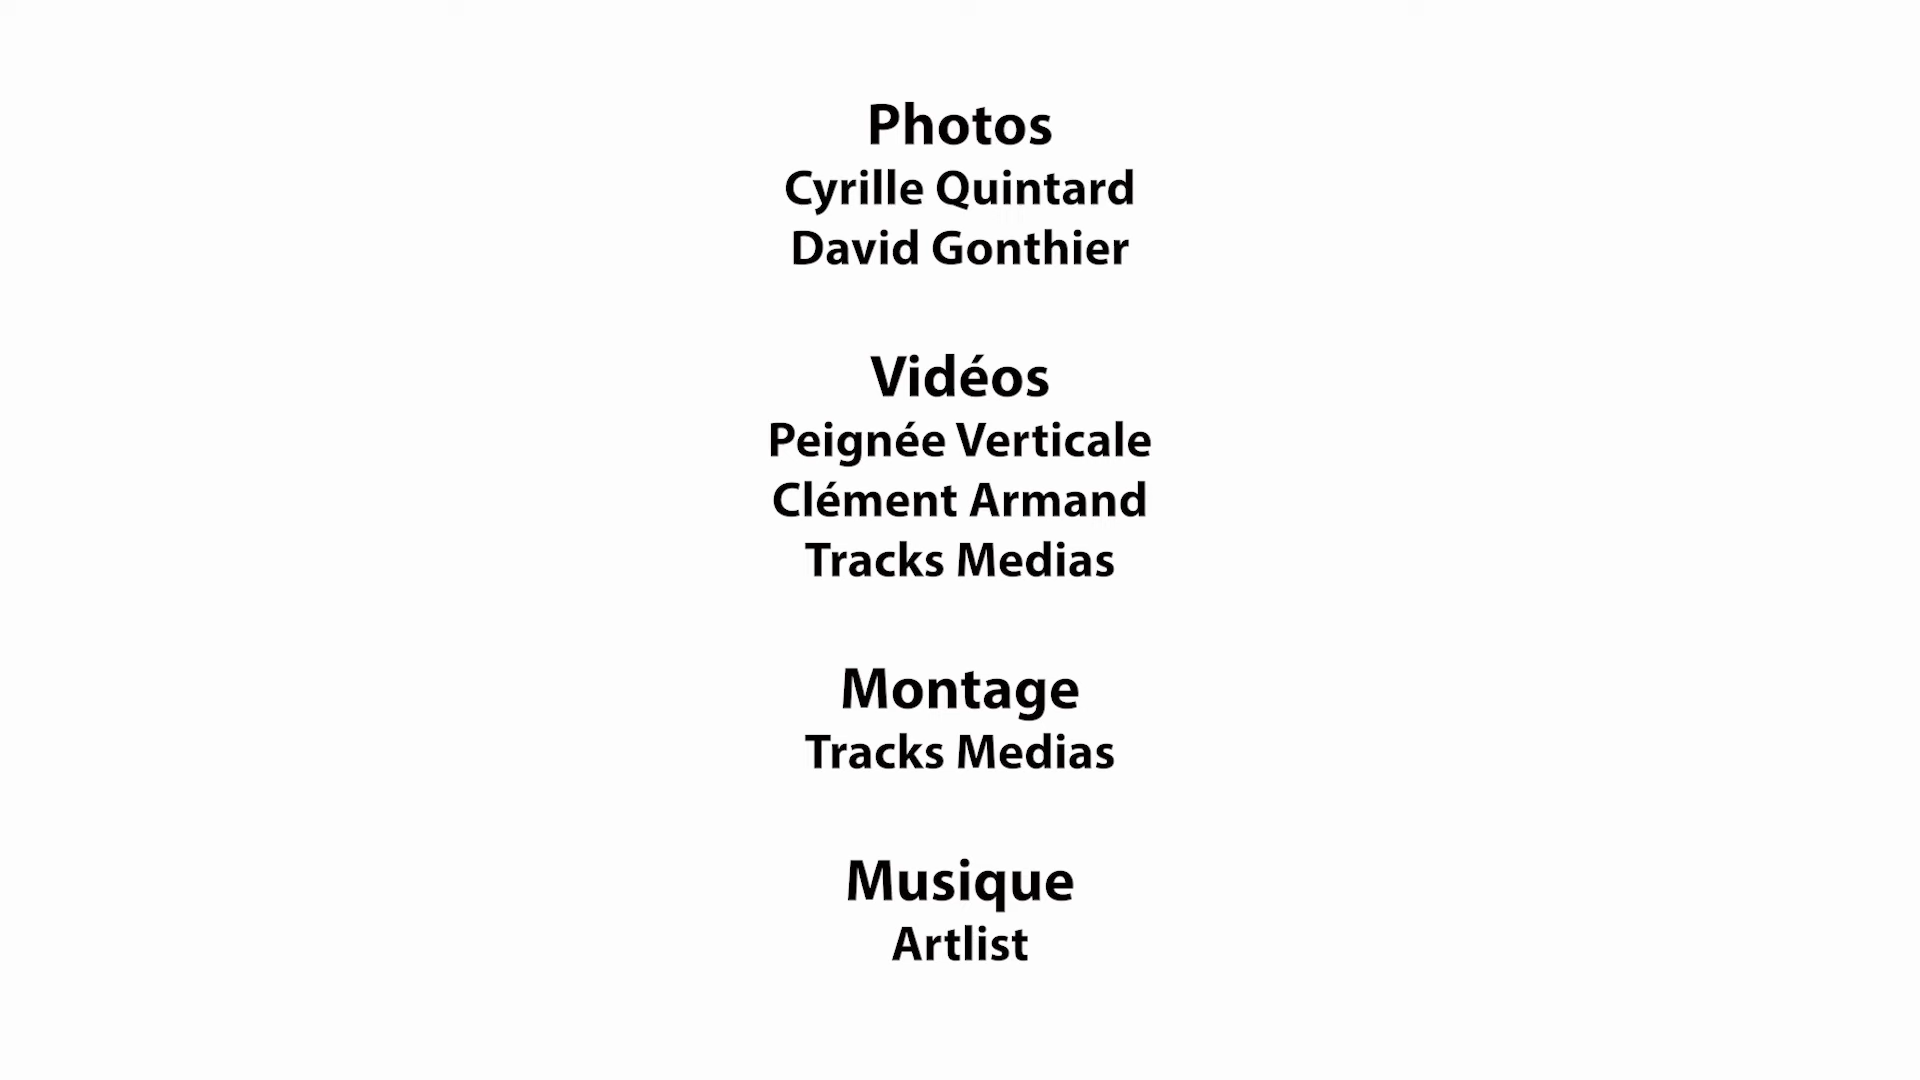 Photos
Cyrille Quintard
David Gonthier
Vidéos
Peignée Verticale
Clément Armand
Tracks Medias
Montage
Tracks Medias
Musique
Artlist